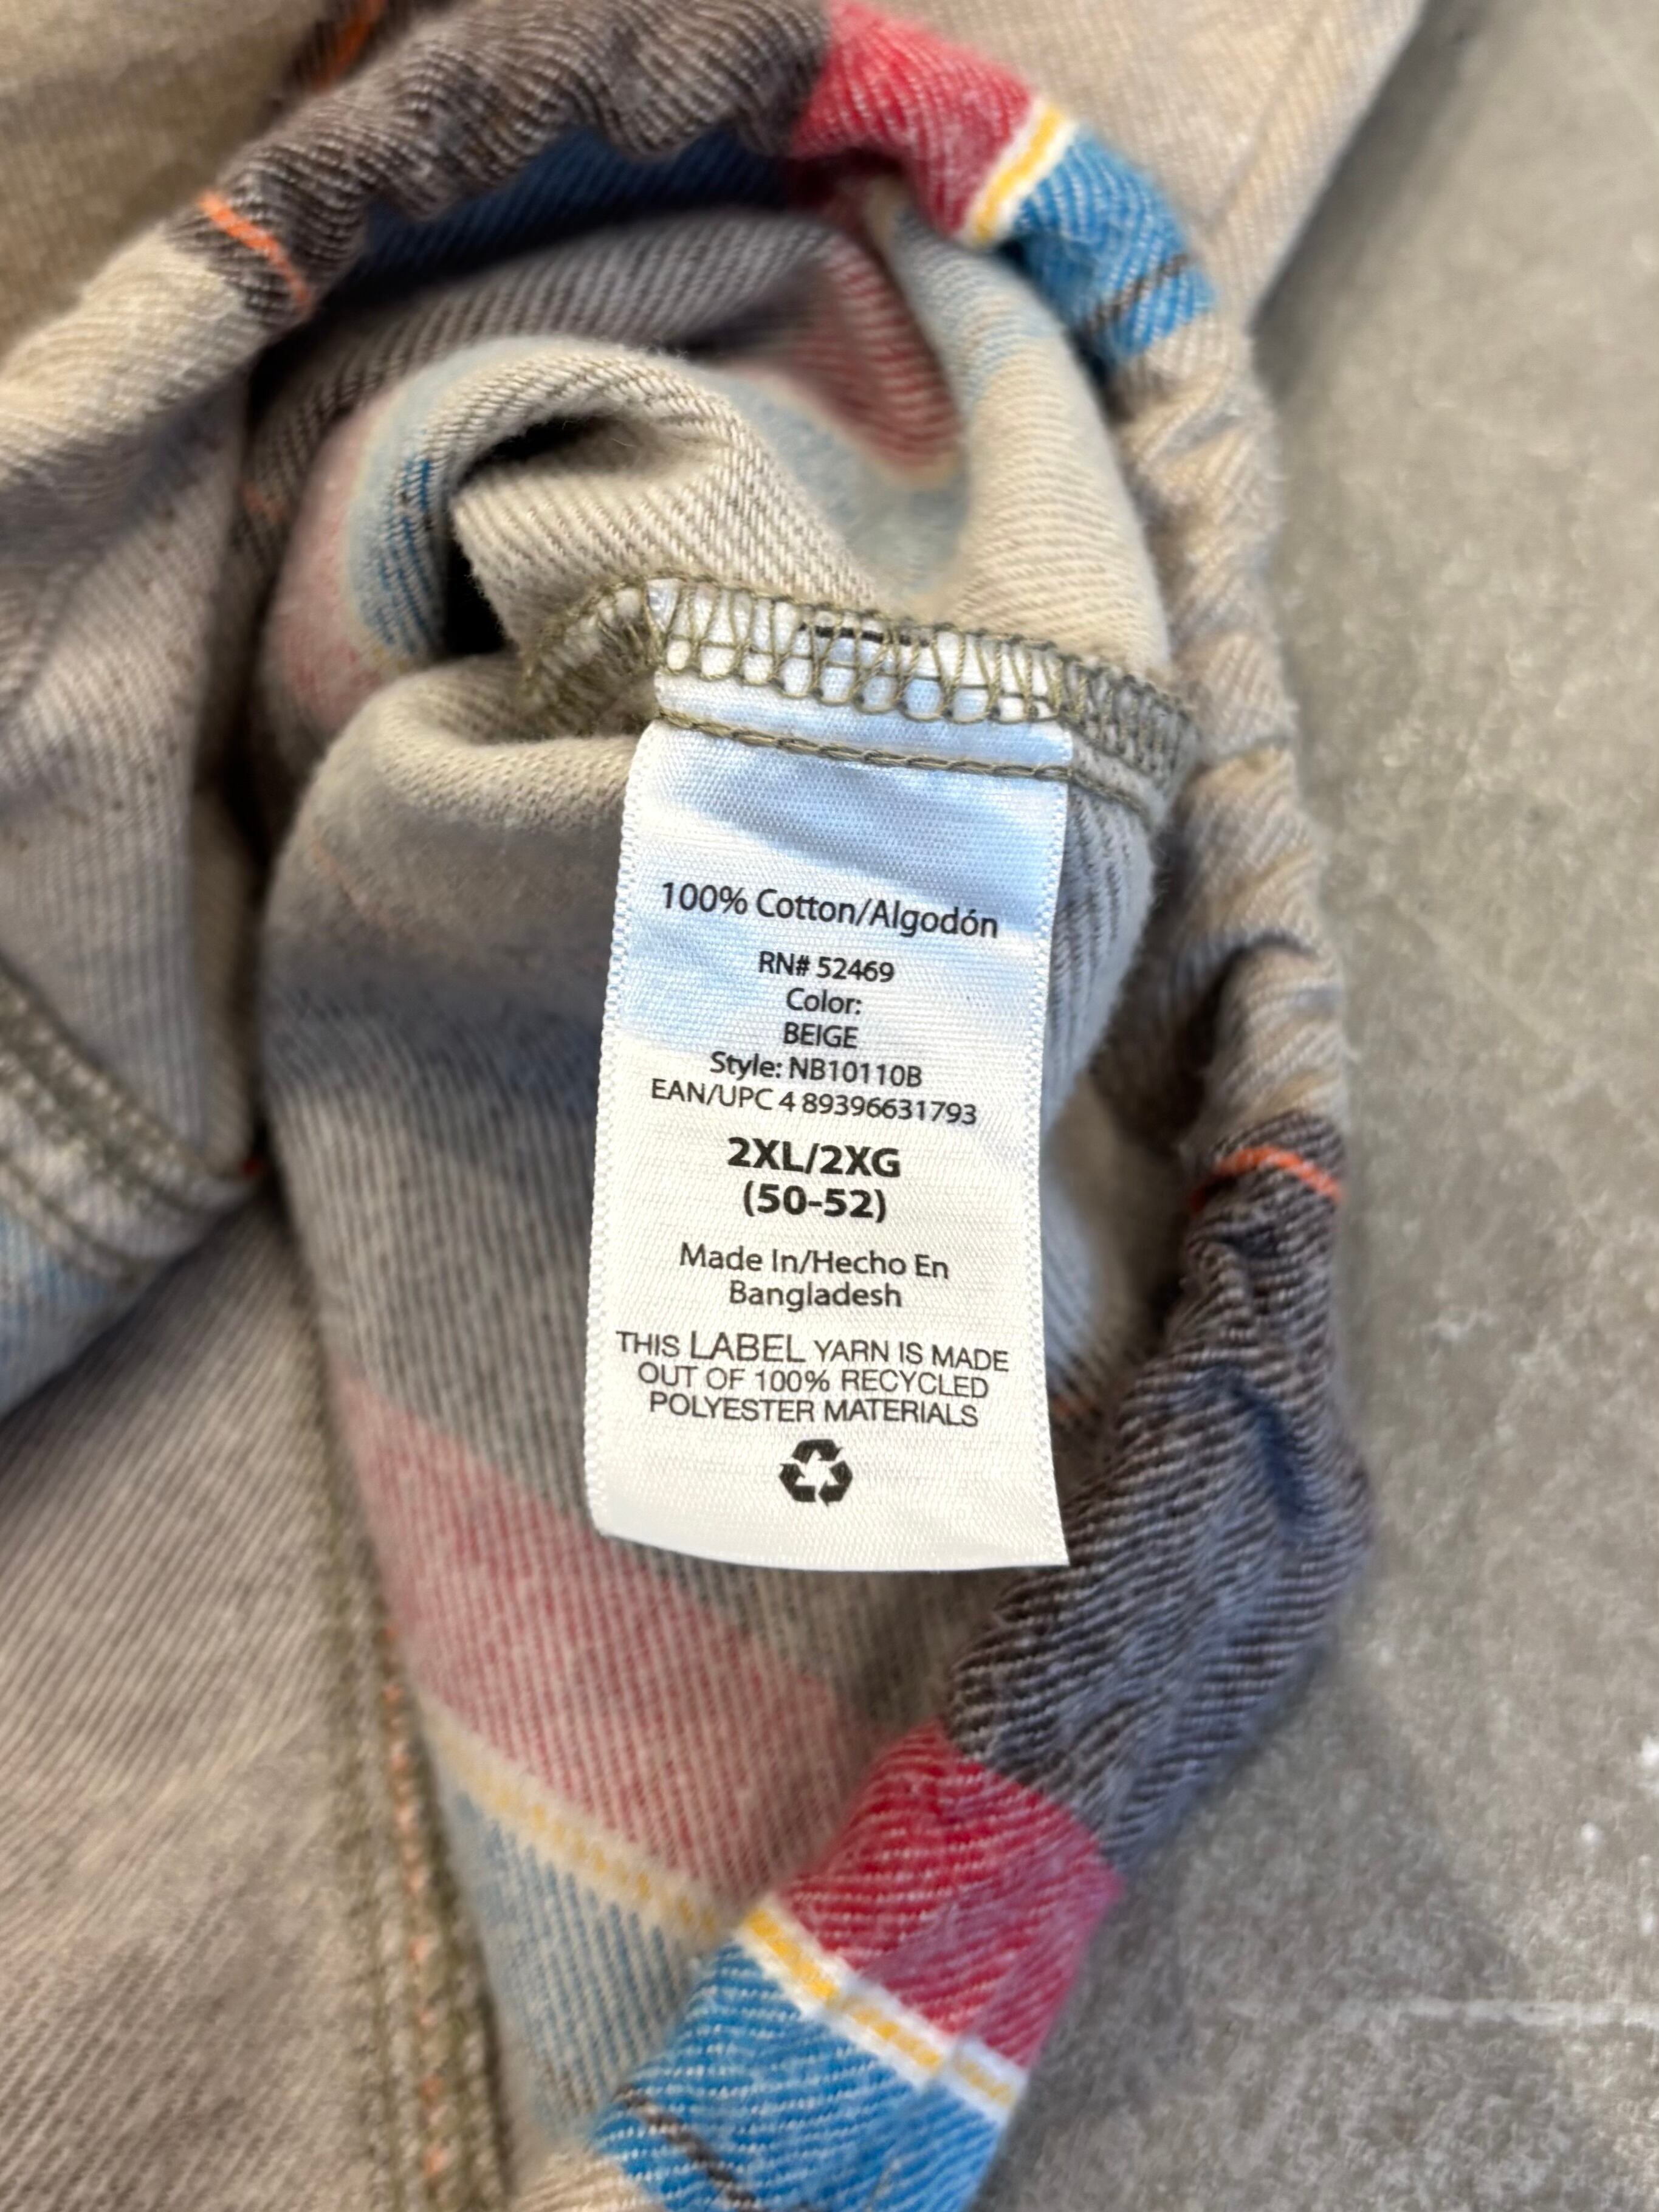 100% Cotton/Algodón
RN# 52469
Color:
BEIGE
Style: NB10110B
EAN/UPC 4 89396631793
2XL/2XG
(50-52)
Made In/Hecho En
Bangladesh
THIS LABEL YARN IS MADE
OUT OF 100% RECYCLED
POLYESTER MATERIALS